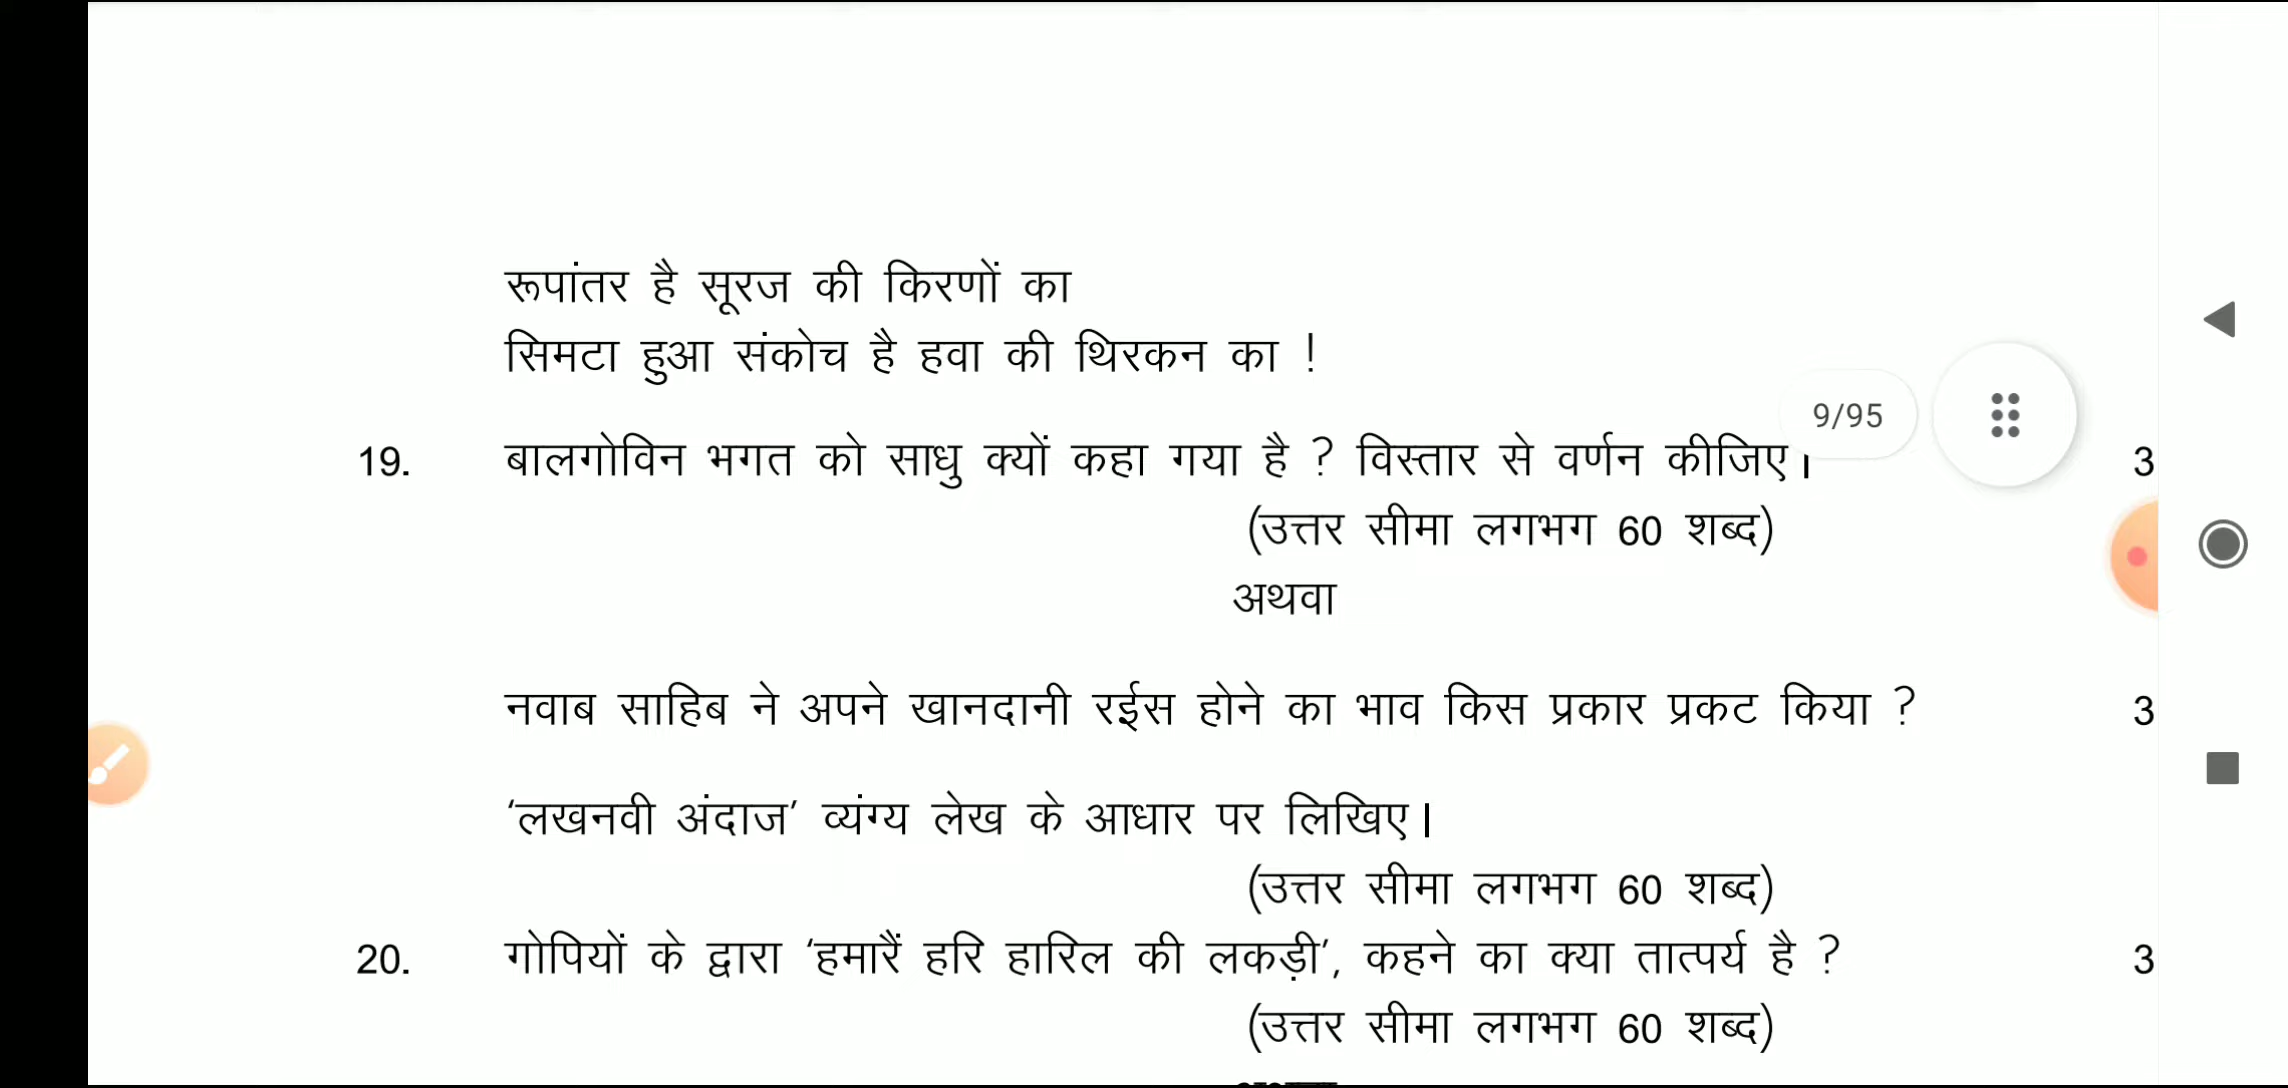 रूपांतर है सूरज की किरणों का
सिमटा हुआ संकोच है हवा की थिरकन का !
9/95
19. बालगोविन भगत को साधु क्यों कहा गया है ? विस्तार से वर्णन कीजिए। 3
(उत्तर सीमा लगभग 60 शब्द)
अथवा
नवाब साहिब ने अपने खानदानी रईस होने का भाव किस प्रकार प्रकट किया ? 3
‘लखनवी अंदाज’ व्यंग्य लेख के आधार पर लिखिए।
(उत्तर सीमा लगभग 60 शब्द)
20. गोपियों के द्वारा ‘हमारैं हरि हारिल की लकड़ी’, कहने का क्या तात्पर्य है ? 3
(उत्तर सीमा लगभग 60 शब्द)